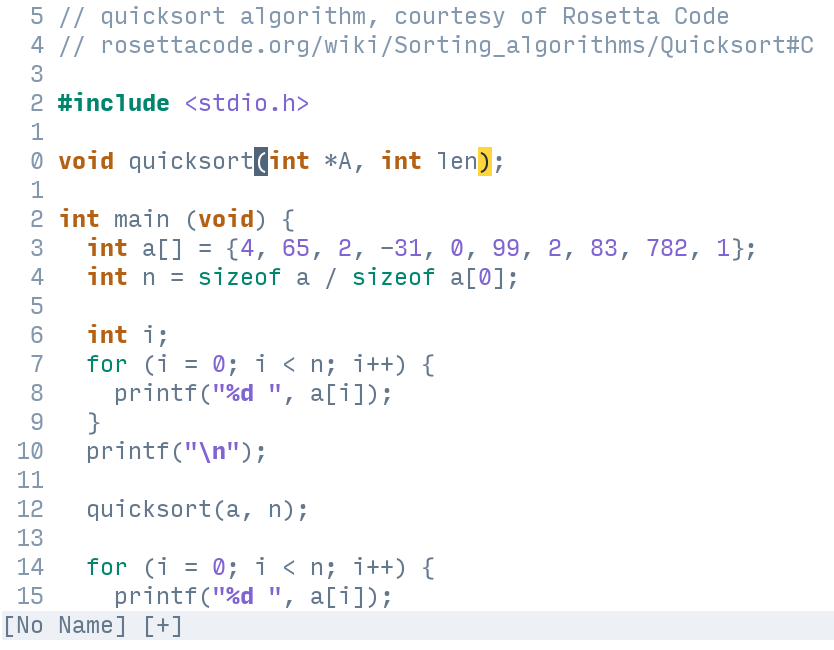 5 // quicksort algorithm, courtesy of Rosetta Code
4 // rosettacode.org/wiki/Sorting_algorithms/Quicksort#C
3
2 #include <stdio.h>
1
0 void quicksort(int *A, int len);
1
2 int main (void) {
3   int a[] = {4, 65, 2, -31, 0, 99, 2, 83, 782, 1};
4   int n = sizeof a / sizeof a[0];
5
6   int i;
7   for (i = 0; i < n; i++) {
8     printf("%d ", a[i]);
9   }
10   printf("\n");
11
12   quicksort(a, n);
13
14   for (i = 0; i < n; i++) {
15     printf("%d ", a[i]);
[No Name] [+]